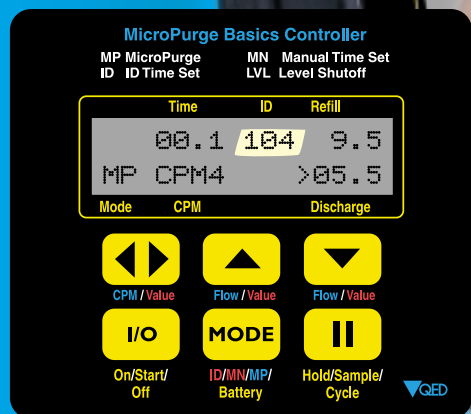 MicroPurge Basics Controller
MP MicroPurge MN Manual Time Set
ID ID Time Set LVL Level Shutoff
Time ID Refill
00.1 104 9.5
MP CPM4 >05.5
Mode CPM Discharge
CPM / Value Flow / Value Flow / Value
I/O MODE
On/Start/ ID/MN/MP/ Hold/Sample/
Off Battery Cycle
QED